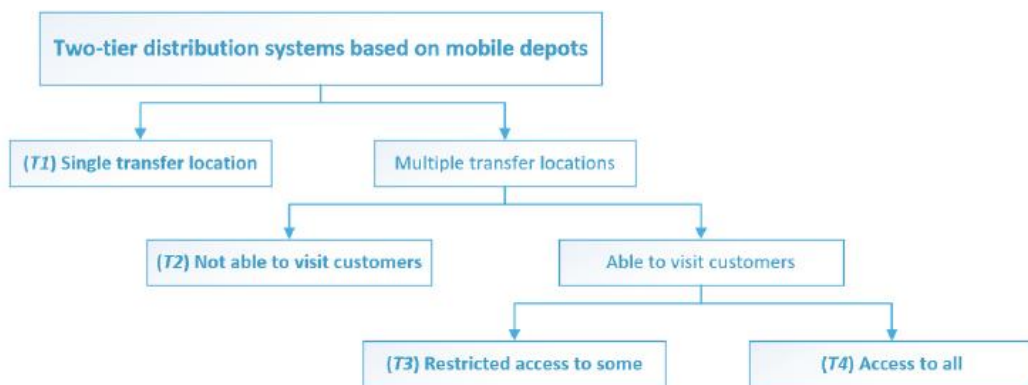 Two-tier distribution systems based on mobile depots
(T1) Single transfer location
Multiple transfer locations
(T2) Not able to visit customers
Able to visit customers
(T3) Restricted access to some
(T4) Access to all